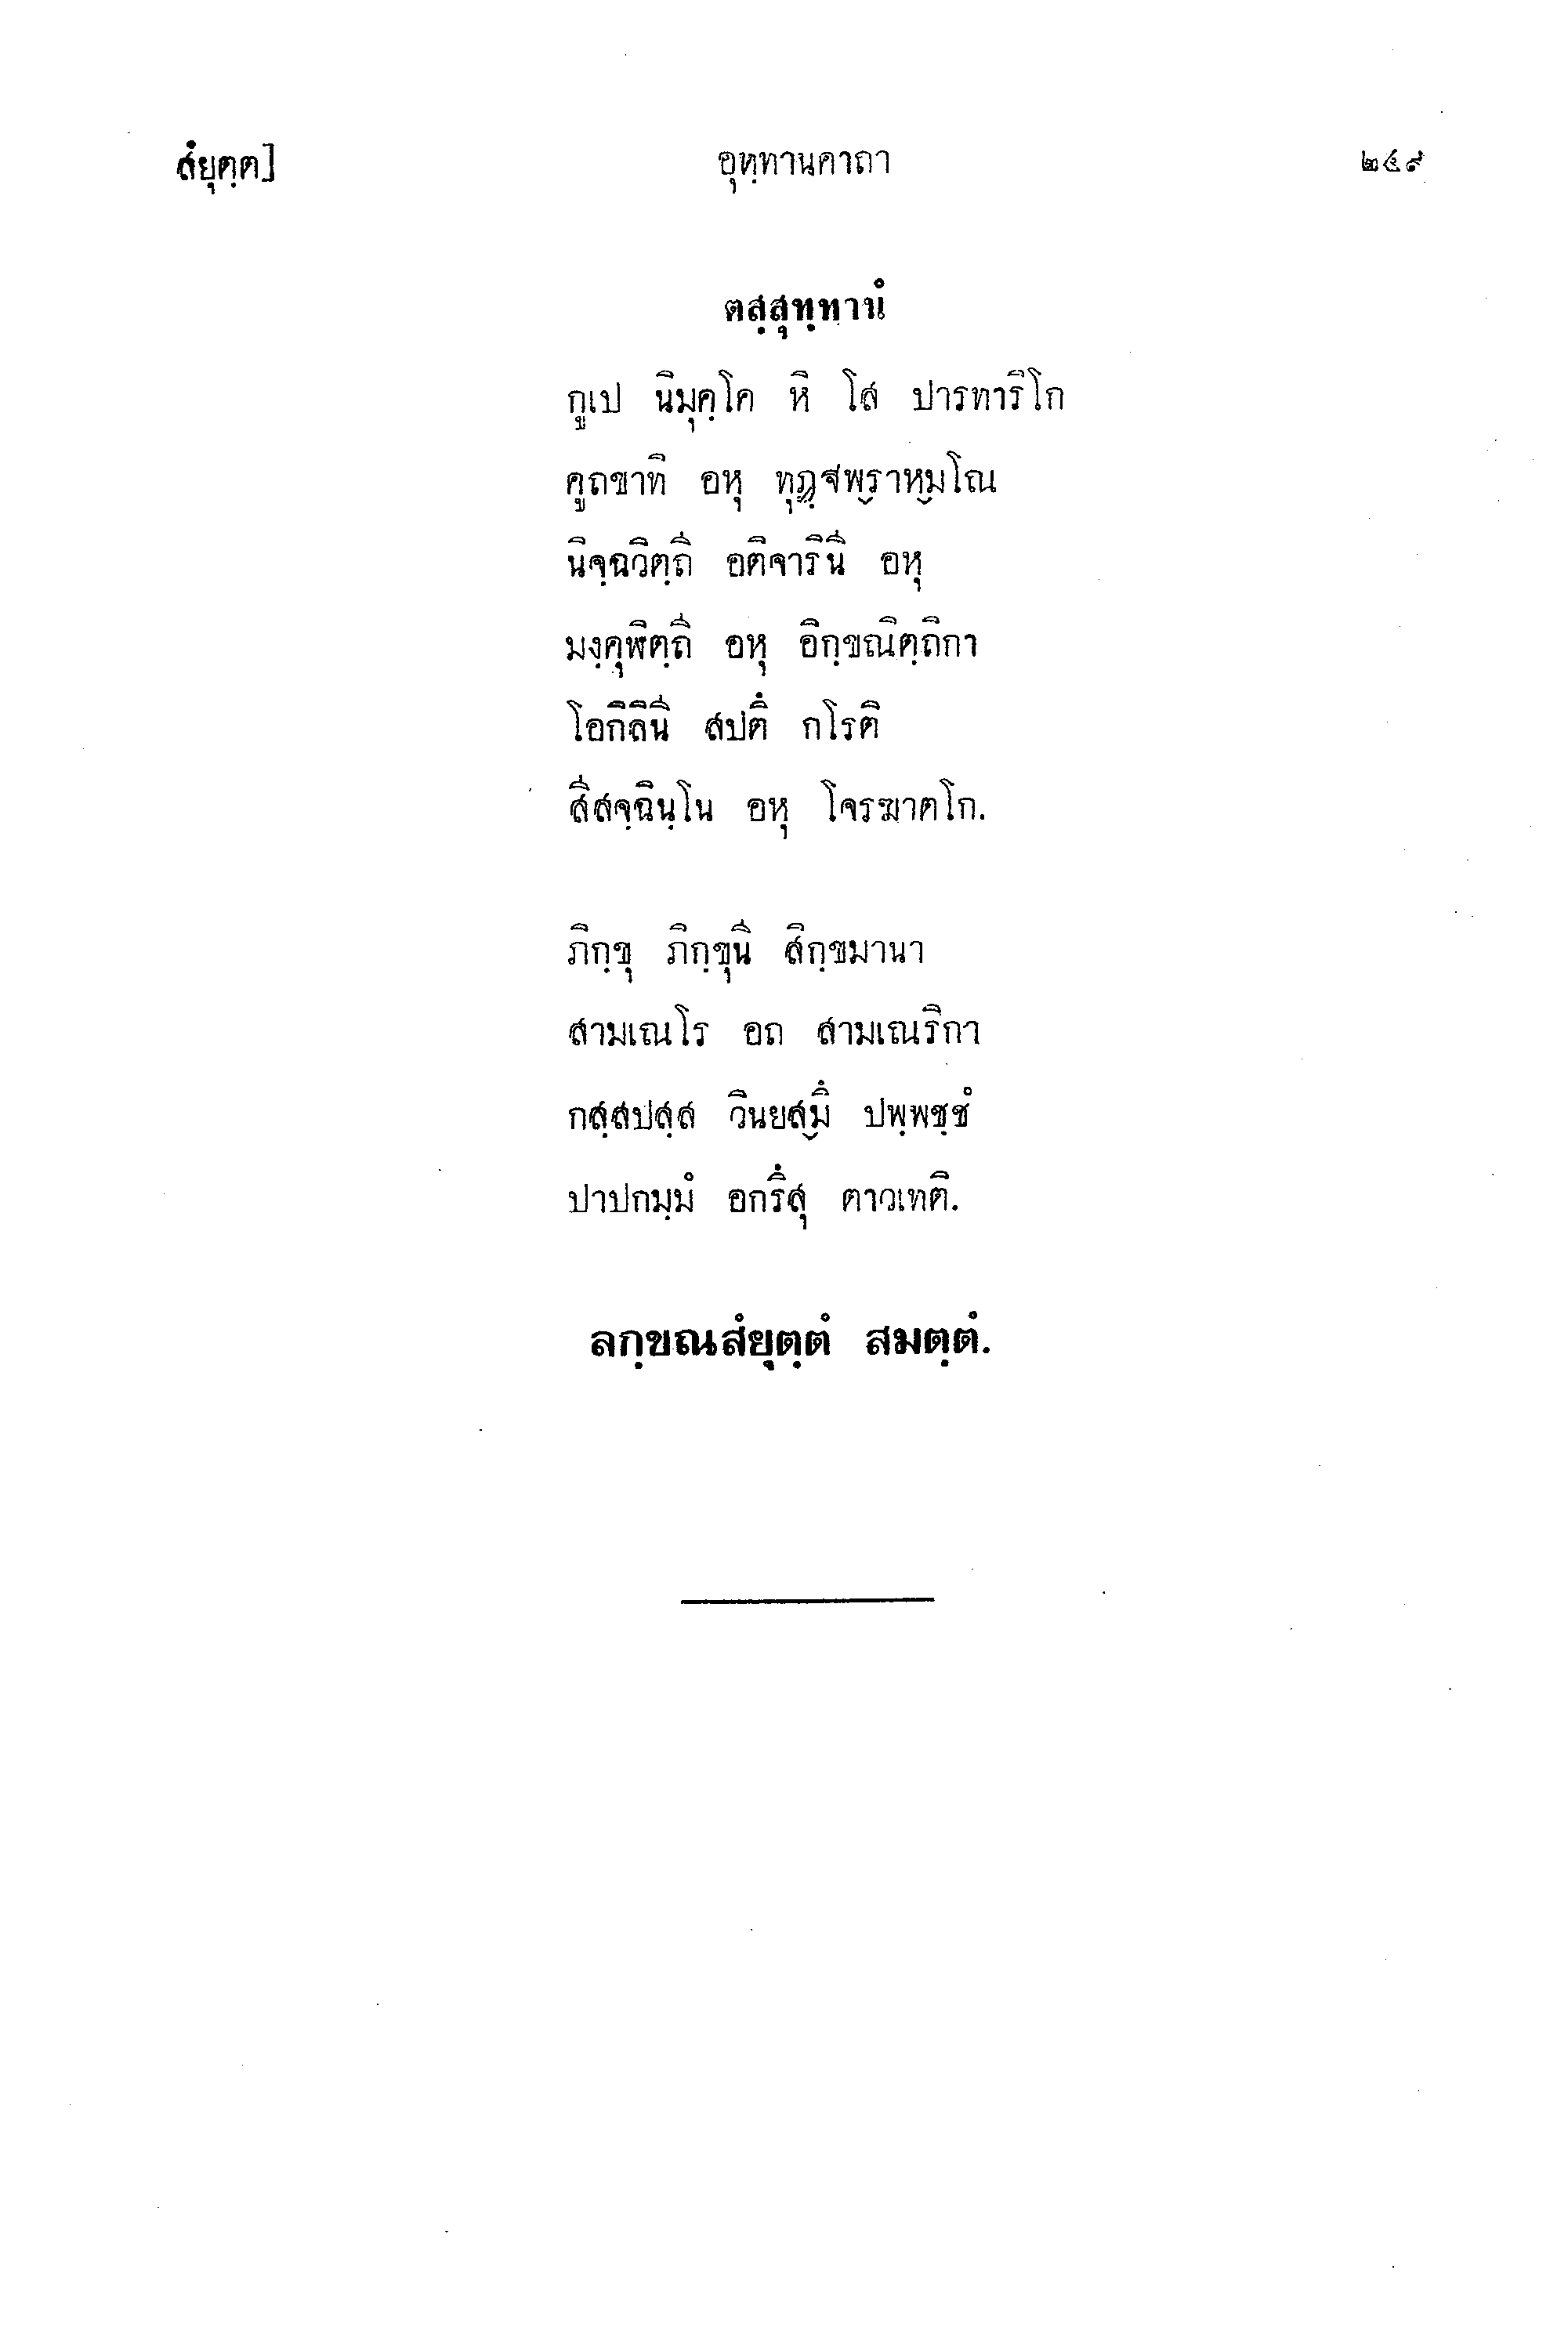 สํยุตฺต]
อุทฺทานคาถา
๒๔๙
ตสฺสุทฺทานํ
กูเป นิมุคฺโค หิ โส ปารทาริโก
คูถขาทิ อหุ ทุฏฺฐพฺราหฺมโณ
นิจฺฉวิตฺถี อติจารินี อหุ
มงฺคุฬิตฺถี อหุ อิกฺขณิตฺถิกา
โอกิลินี สปตึ กโรติ
สีสจฺฉินฺโน อหุ โจรฆาตโก.
ภิกฺขุ ภิกฺขุนี สิกฺขมานา
สามเณโร อถ สามเณริกา
กสฺสปสฺส วินยสฺมึ ปพฺพชฺชํ
ปาปกมฺมํ อกรึสุ ตาวเทติ.
ลกฺขณสํยุตฺตํ สมตฺตํ.